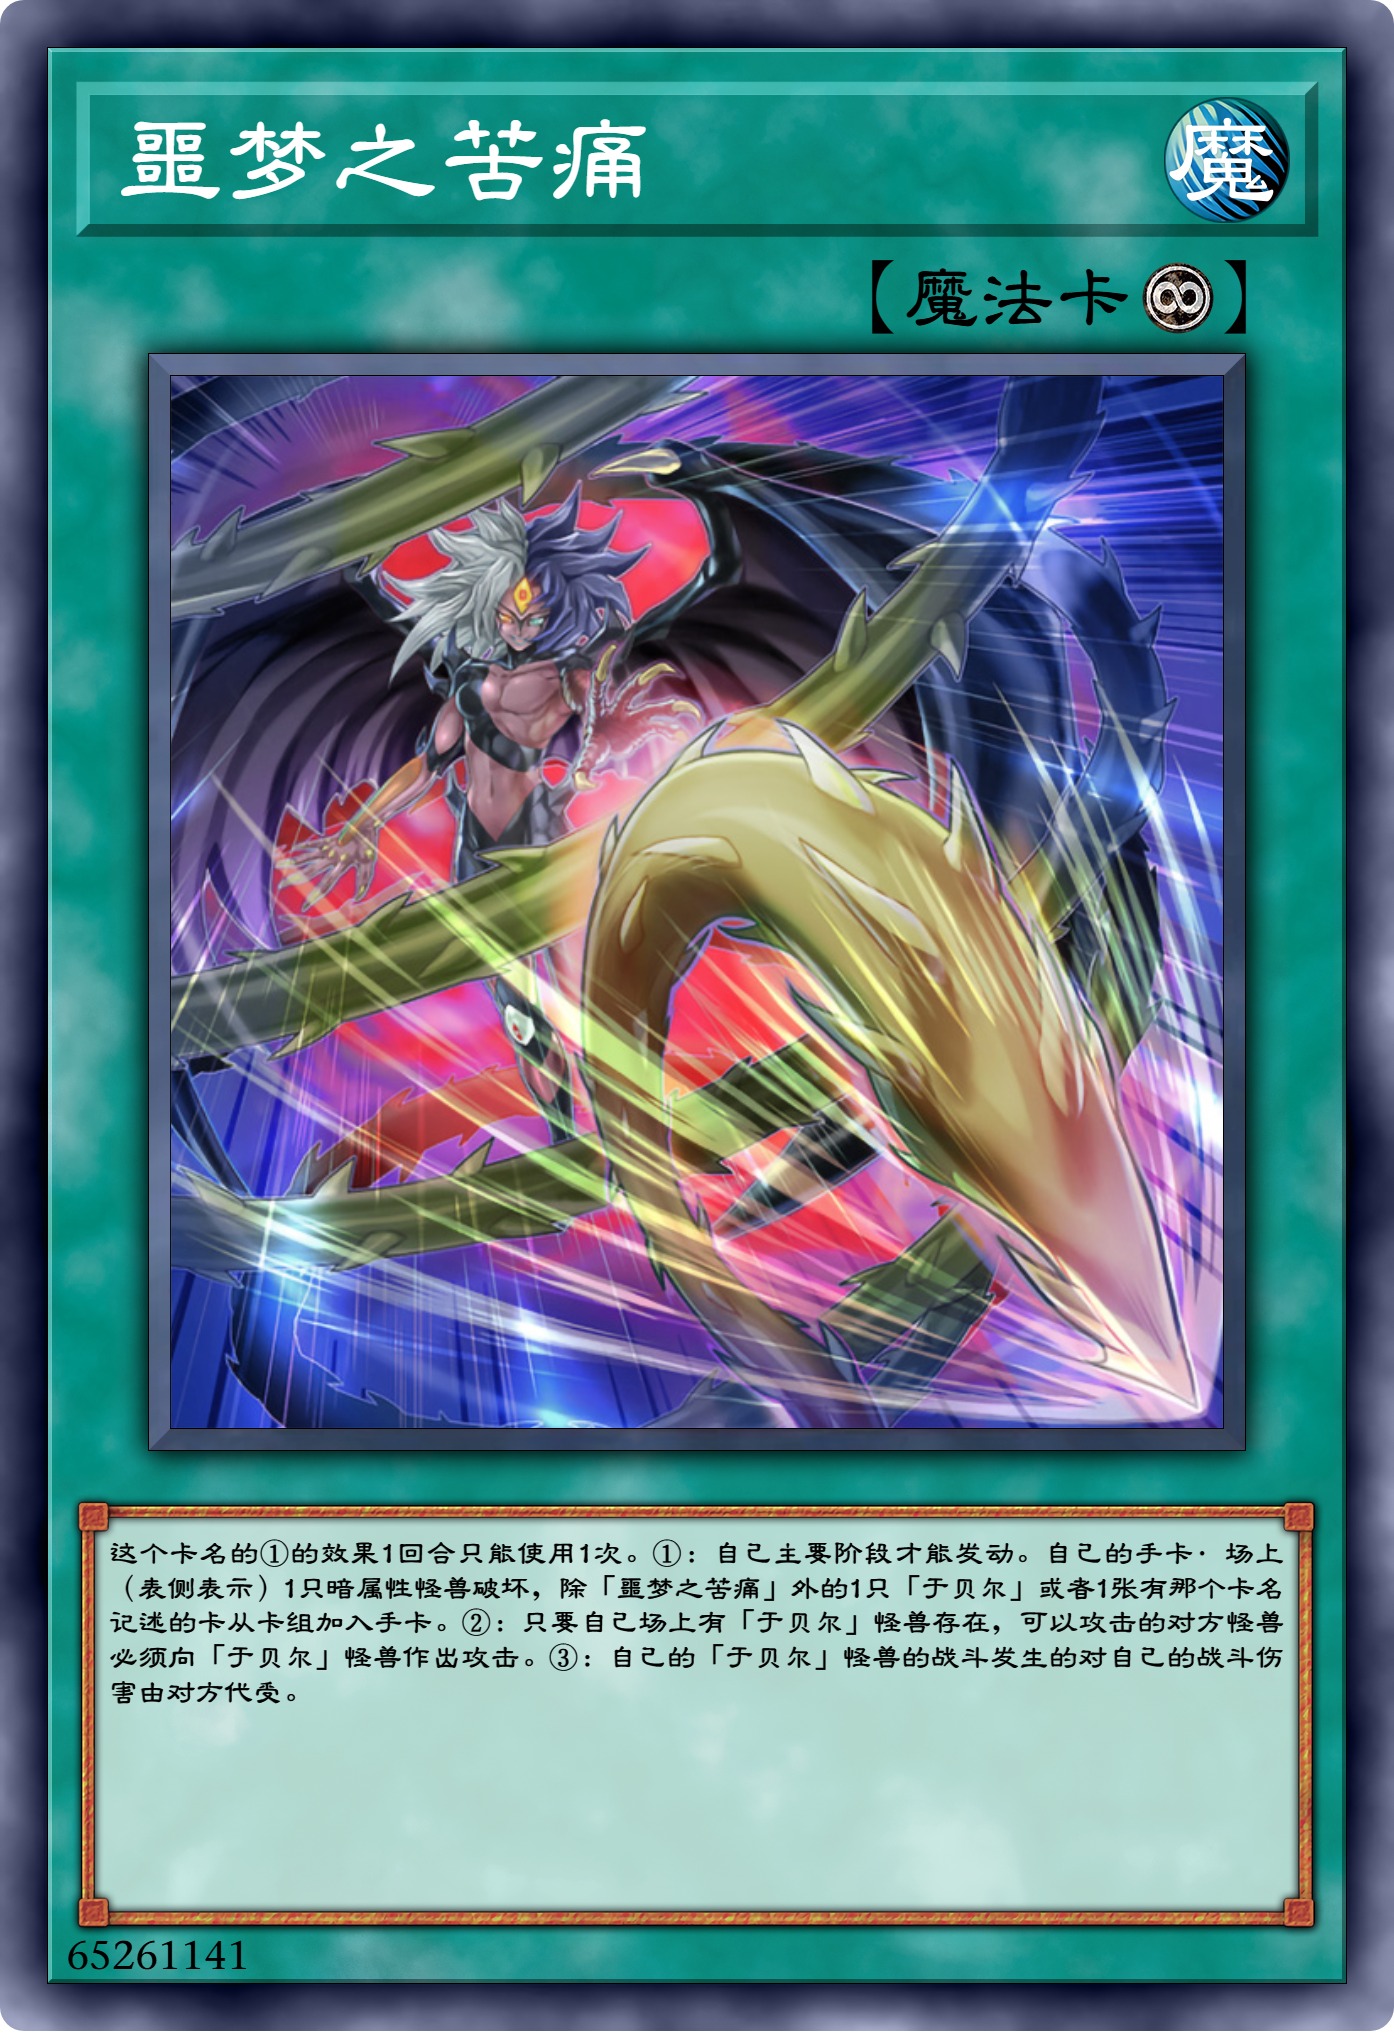 噩梦之苦痛
魔
【魔法卡】
这个卡名的①的效果1回合只能使用1次。①：自己主要阶段才能发动。自己的手卡·场上
（表侧表示）1只暗属性怪兽破坏，除「噩梦之苦痛」外的1只「于贝尔」或者1张有那个卡名
记述的卡从卡组加入手卡。②：只要自己场上有「于贝尔」怪兽存在，可以攻击的对方怪兽
必须向「于贝尔」怪兽作出攻击。③：自己的「于贝尔」怪兽的战斗发生的对自己的战斗伤
害由对方代受。
65261141